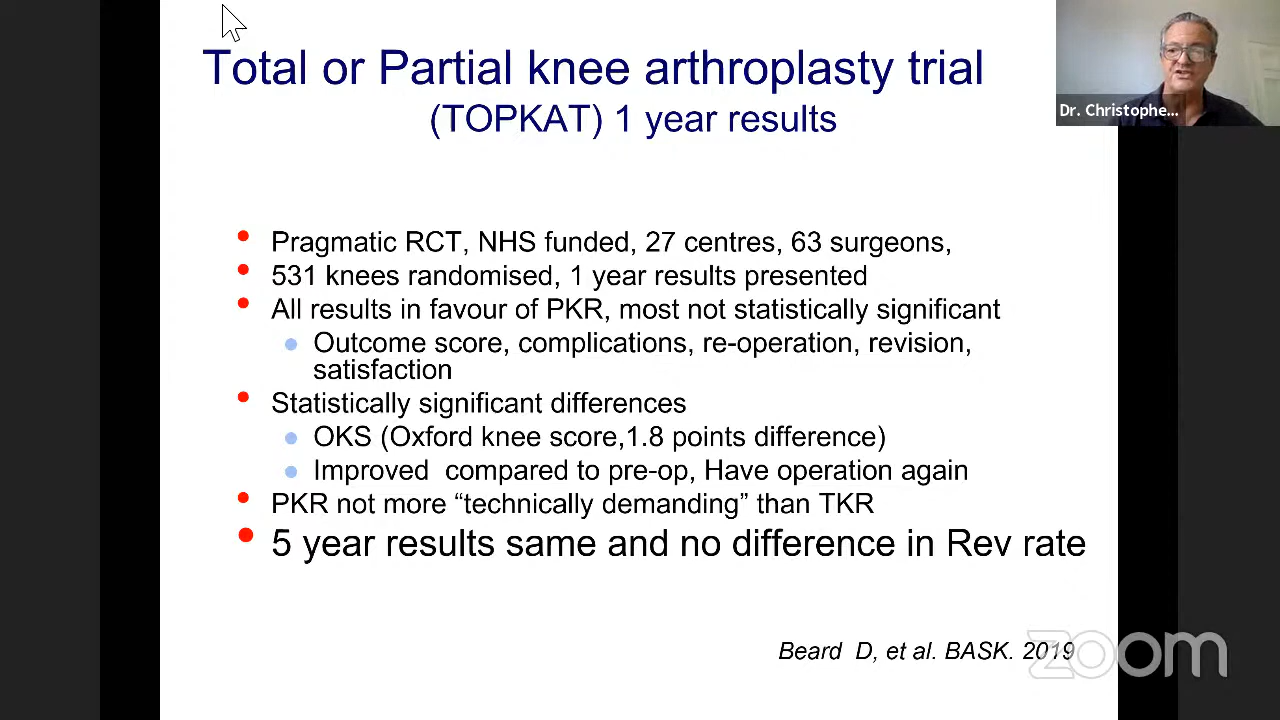 Total or Partial knee arthroplasty trial
(TOPKAT) 1 year results
Dr. Christophe...
• Pragmatic RCT, NHS funded, 27 centres, 63 surgeons,
• 531 knees randomised, 1 year results presented
• All results in favour of PKR, most not statistically significant
• Outcome score, complications, re-operation, revision,
satisfaction
• Statistically significant differences
• OKS (Oxford knee score,1.8 points difference)
• Improved compared to pre-op, Have operation again
• PKR not more “technically demanding” than TKR
• 5 year results same and no difference in Rev rate
Beard D, et al. BASK. 2019
zoom